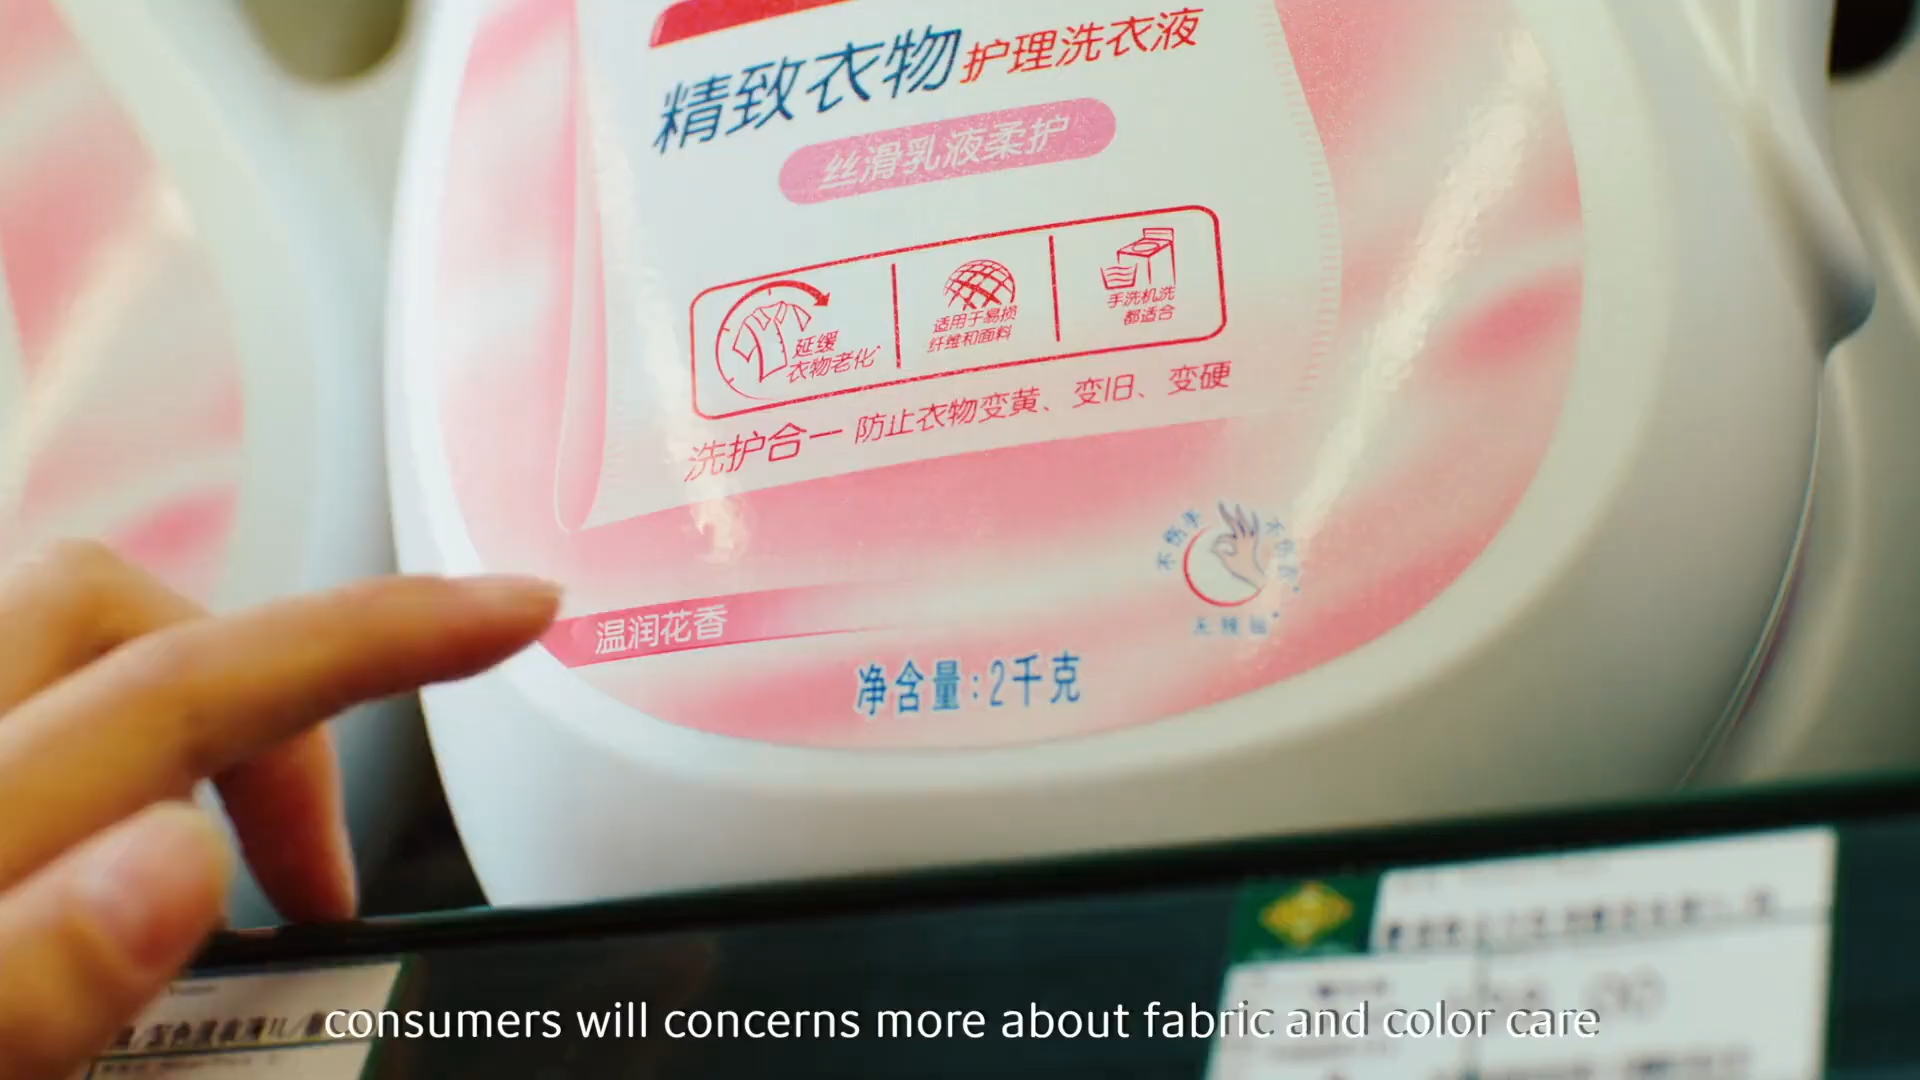 精致衣物护理洗衣液
丝滑乳液柔护
延缓
衣物老化*
适用于易损
纤维和面料
手洗机洗
都适合
洗护合一 防止衣物变黄、变旧、变硬
不伤手
温润花香
净含量:2千克
consumers will concerns more about fabric and color care